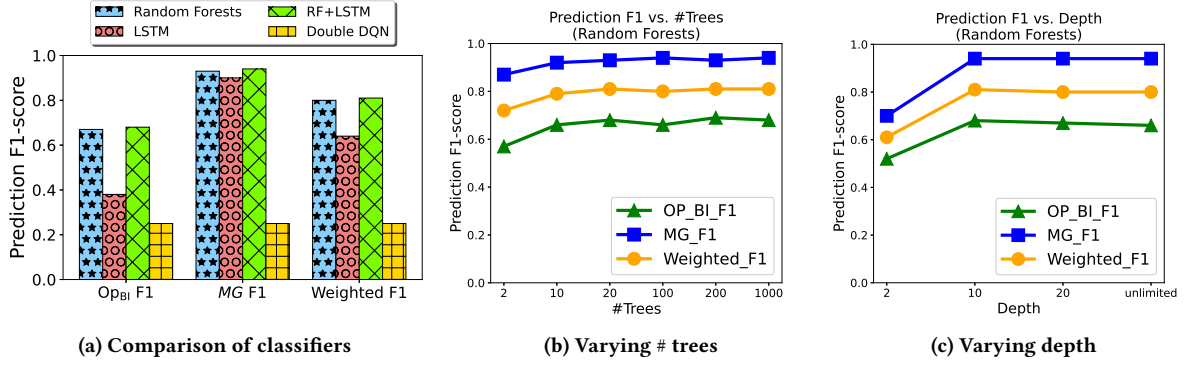 Random Forests
LSTM
RF+LSTM
Double DQN
Prediction F1-score
1.0
0.8
0.6
0.4
0.2
0.0
Op_BI F1
MG F1
Weighted F1
(a) Comparison of classifiers
Prediction F1 vs. #Trees
(Random Forests)
Prediction F1-score
1.0
0.8
0.6
0.4
0.2
0.0
OP_BI_F1
MG_F1
Weighted_F1
2 10 20 100 200 1000
#Trees
(b) Varying # trees
Prediction F1 vs. Depth
(Random Forests)
Prediction F1-score
1.0
0.8
0.6
0.4
0.2
0.0
OP_BI_F1
MG_F1
Weighted_F1
2 10 20 unlimited
Depth
(c) Varying depth